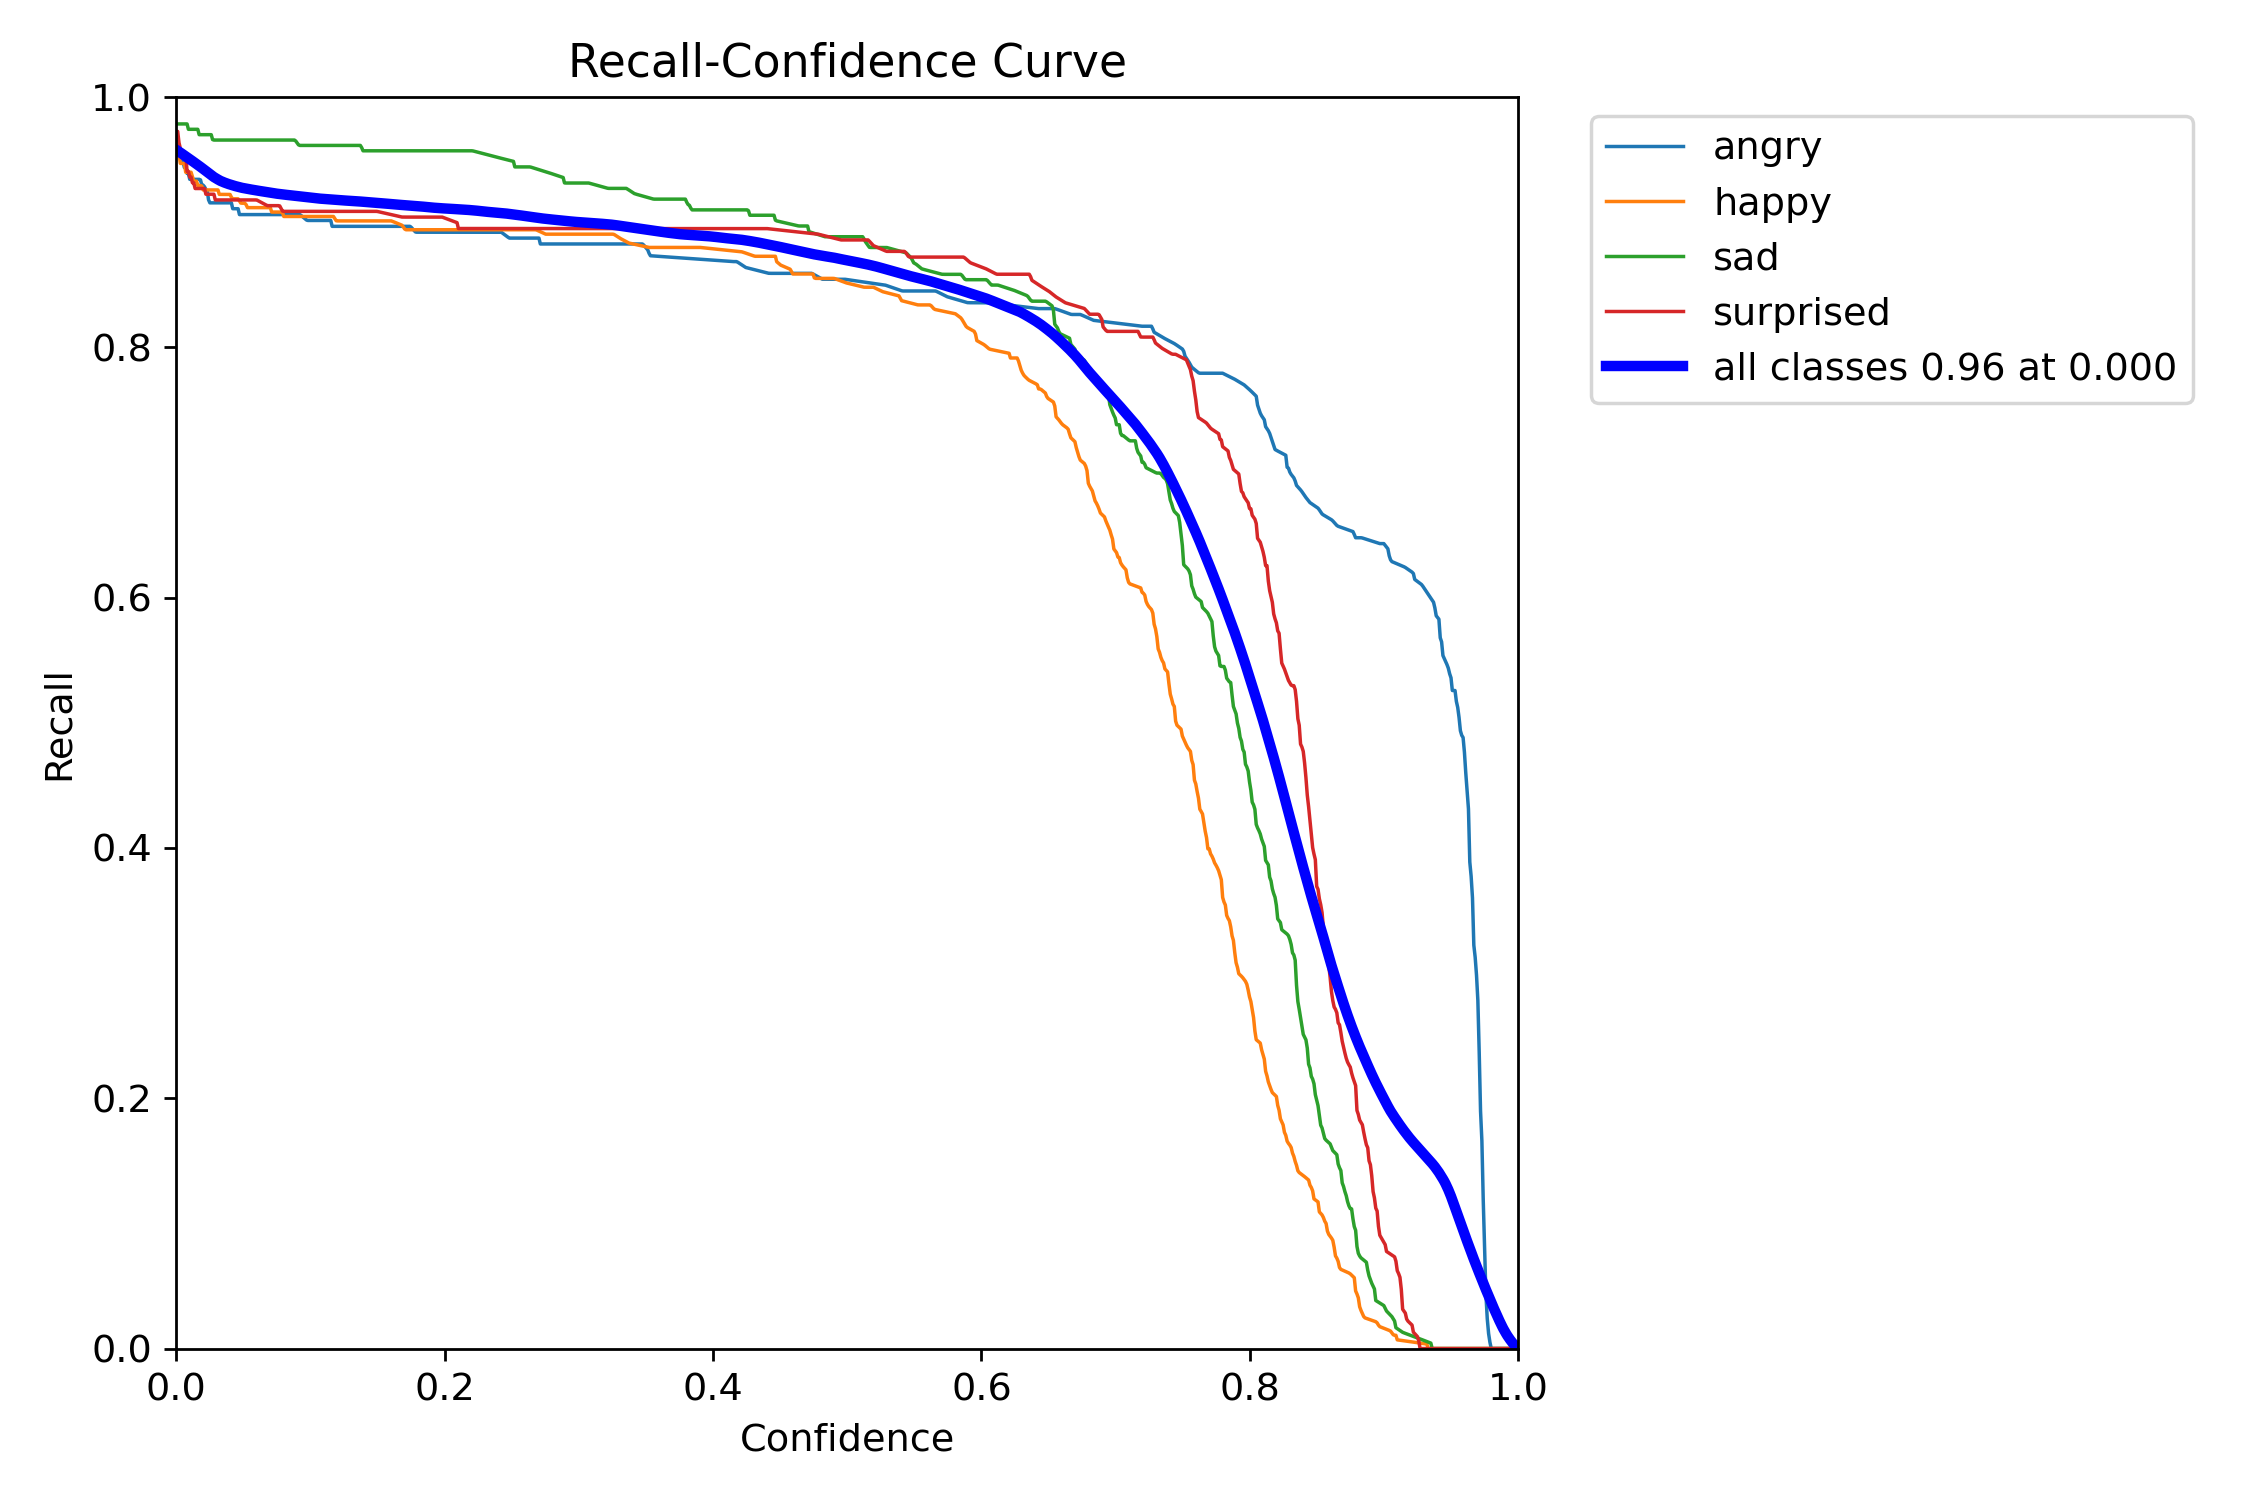 Recall-Confidence Curve
1.0
0.8
0.6
0.4
0.2
0.0
Recall
0.0 0.2 0.4 0.6 0.8 1.0
Confidence
angry
happy
sad
surprised
all classes 0.96 at 0.000